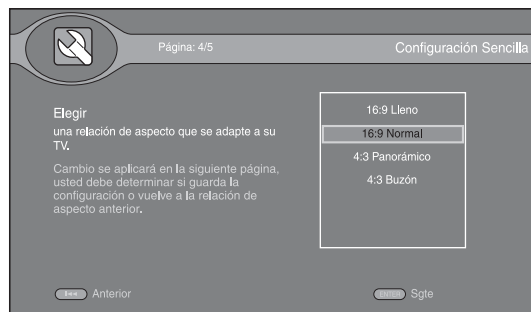 Página: 4/5
Configuración Sencilla
Elegir
una relación de aspecto que se adapte a su
TV.
Cambio se aplicará en la siguiente página,
usted debe determinar si guarda la
configuración o vuelve a la relación de
aspecto anterior.
16:9 Lleno
16:9 Normal
4:3 Panorámico
4:3 Buzón
Anterior
ENTER Sgte